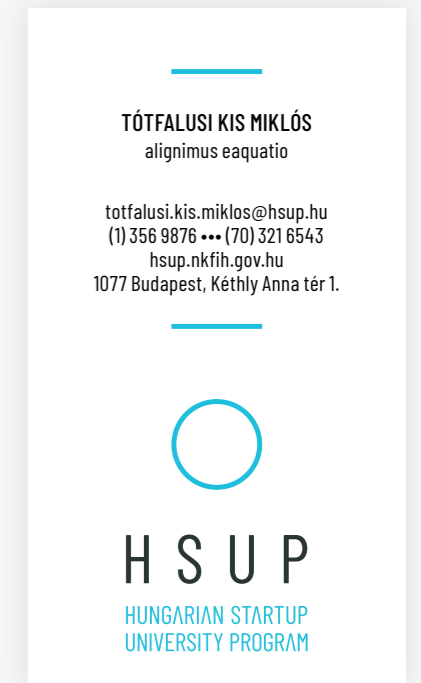 TÓTFALUSI KIS MIKLÓS
alignimus eaquatio
totfalusi.kis.miklos@hsup.hu
(1) 356 9876 ••• (70) 321 6543
hsup.nkfih.gov.hu
1077 Budapest, Kéthly Anna tér 1.
HSUP
HUNGARIAN STARTUP
UNIVERSITY PROGRAM